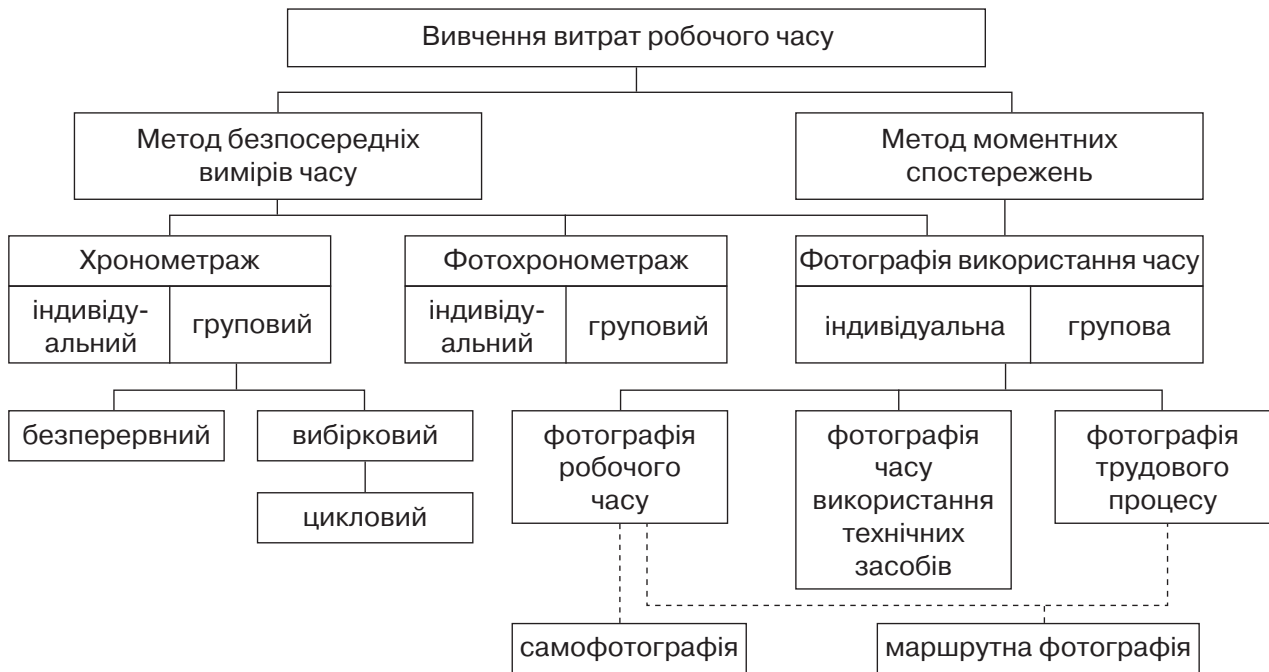 Вивчення витрат робочого часу
Метод безпосередніх
вимірів часу
Метод моментних
спостережень
Хронометраж
індивіду-
альний
груповий
Фотохронометраж
індивіду-
альний
груповий
Фотографія використання часу
індивідуальна
групова
безперервний
вибірковий
цикловий
фотографія
робочого
часу
фотографія
часу
використання
технічних
засобів
фотографія
трудового
процесу
самофотографія
маршрутна фотографія